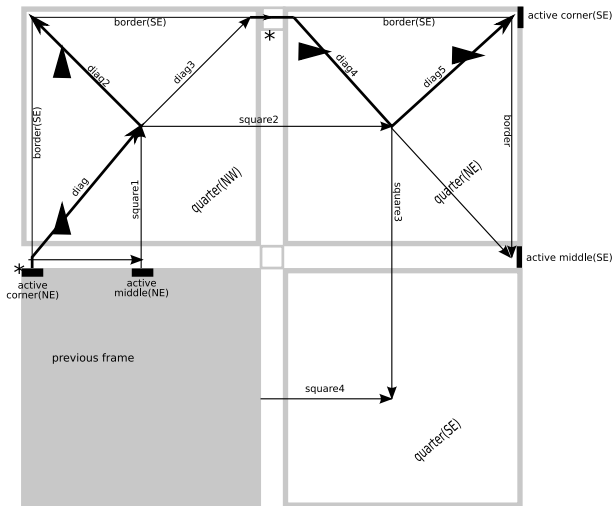 border(SE)
border(SE)
active corner(SE)
*
diag2
diag3
diag4
diag5
border(SE)
square2
border
diag
square1
quarter(NW)
square3
quarter(NE)
*
active
corner(NE)
active
middle(NE)
active middle(SE)
previous frame
square4
quarter(SE)